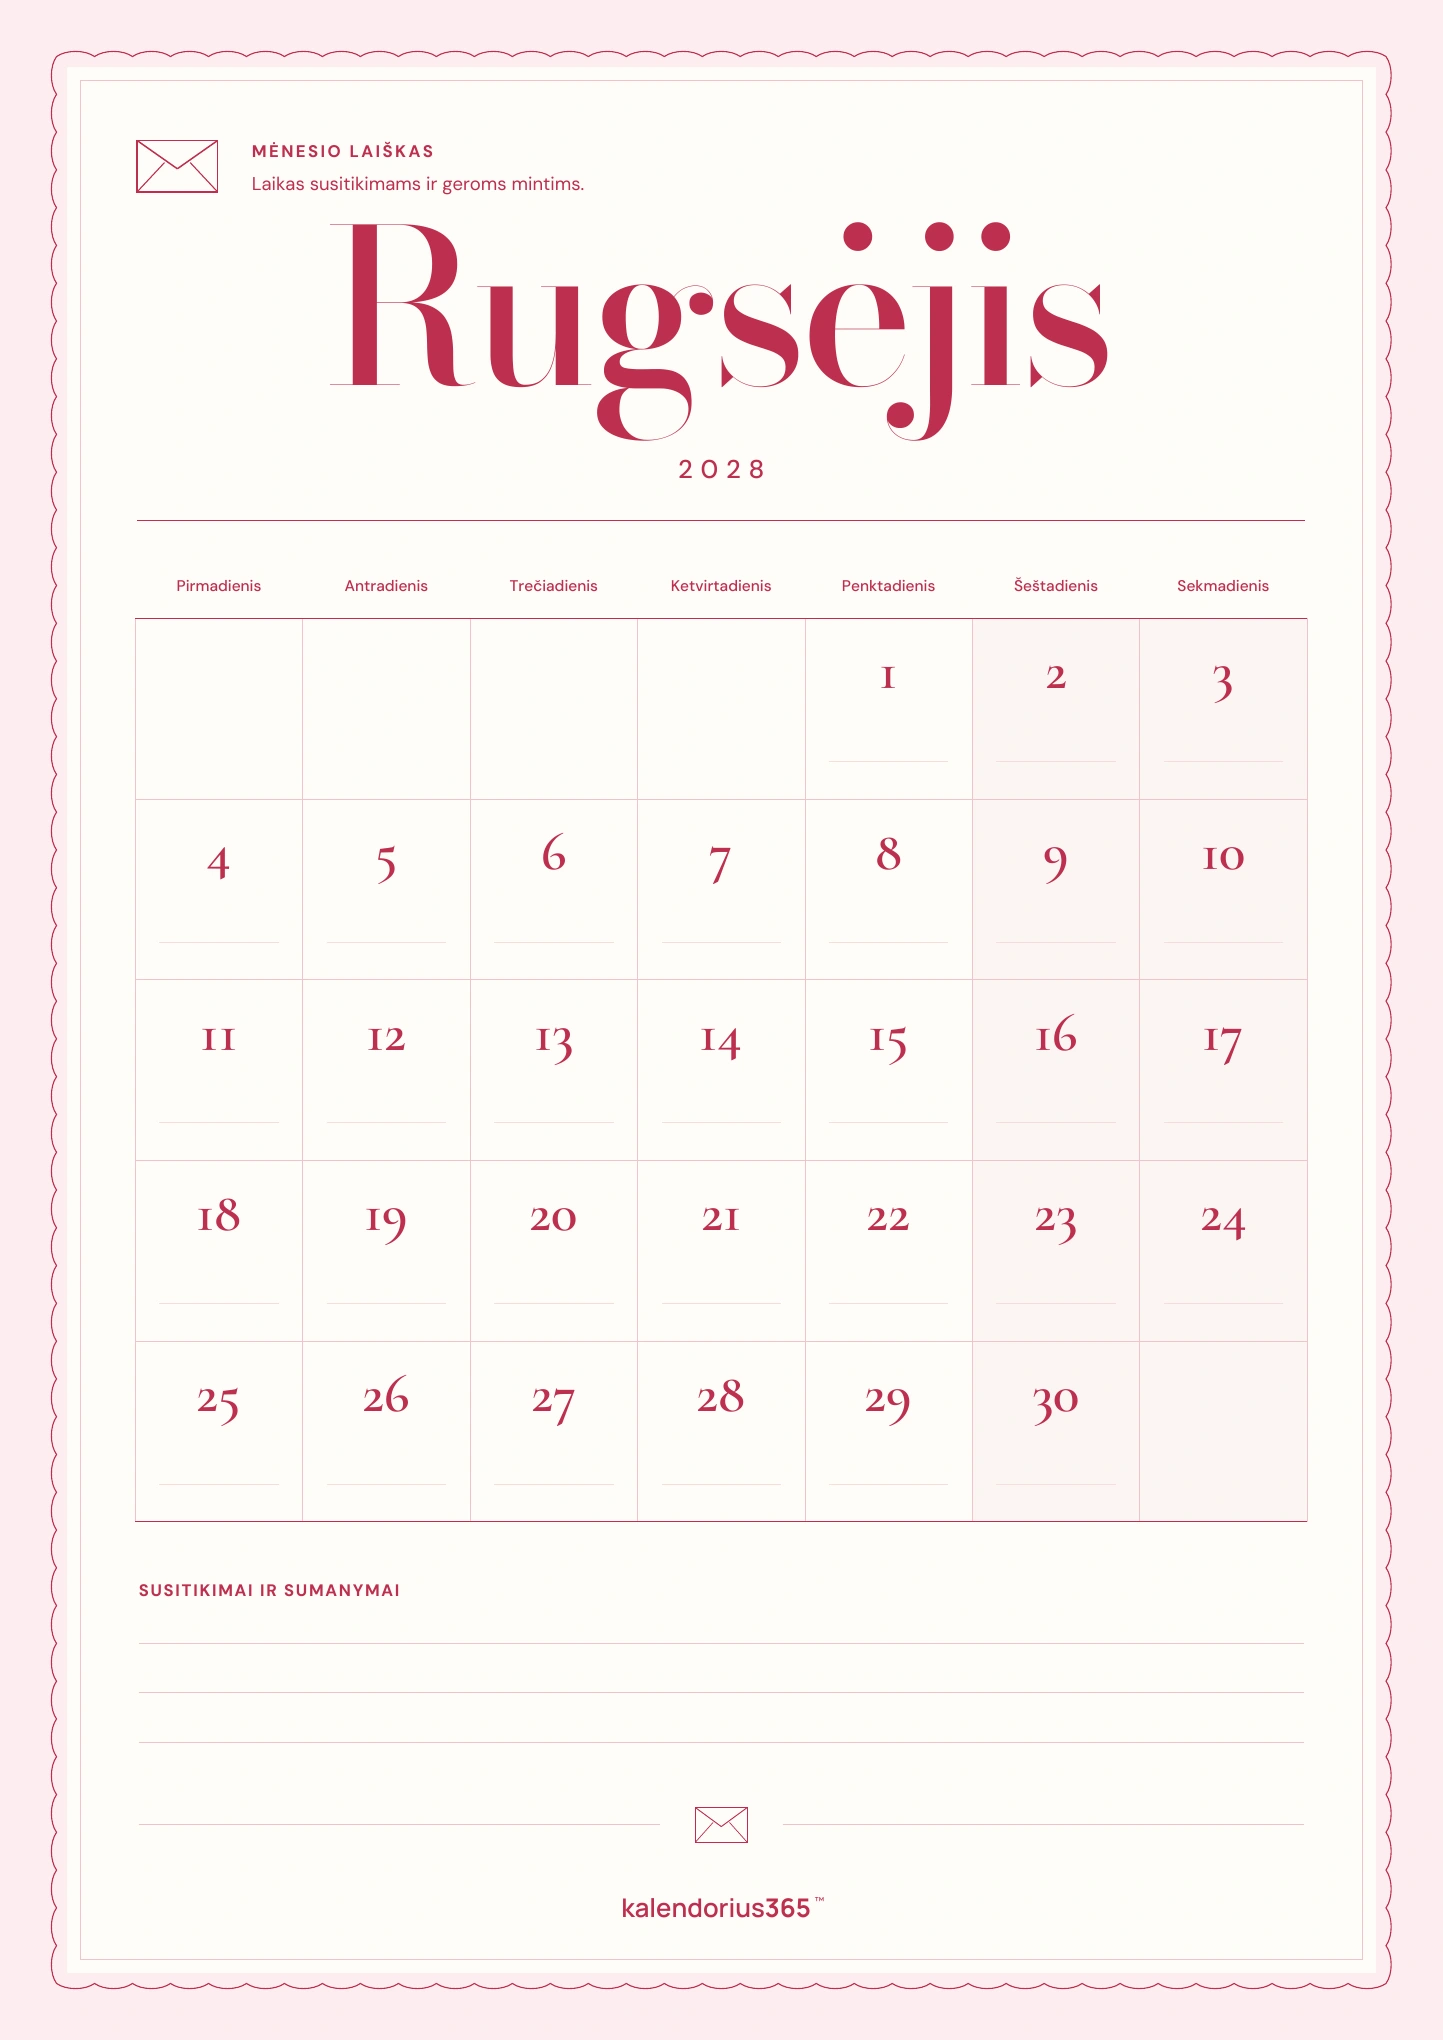 MĖNESIO LAIŠKAS
Laikas susitikimams ir geroms mintims.
Rugsėjis
2028
Pirmadienis Antradienis Trečiadienis Ketvirtadienis Penktadienis Šeštadienis Sekmadienis
1 2 3
4 5 6 7 8 9 10
11 12 13 14 15 16 17
18 19 20 21 22 23 24
25 26 27 28 29 30
SUSITIKIMAI IR SUMANYMAI
kalendorius365™